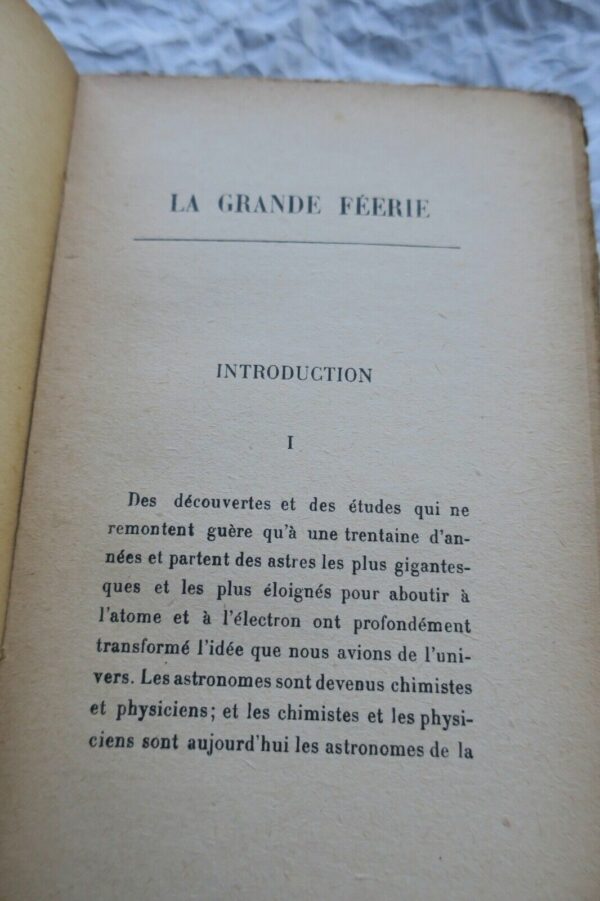 LA GRANDE FÉERIE
INTRODUCTION
I
Des découvertes et des études qui ne
remontent guère qu'à une trentaine d'an-
nées et partent des astres les plus gigantes-
ques et les plus éloignés pour aboutir à
l'atome et à l'électron ont profondément
transformé l'idée que nous avions de l'uni-
vers. Les astronomes sont devenus chimistes
et physiciens; et les chimistes et les physi-
ciens sont aujourd'hui les astronomes de la